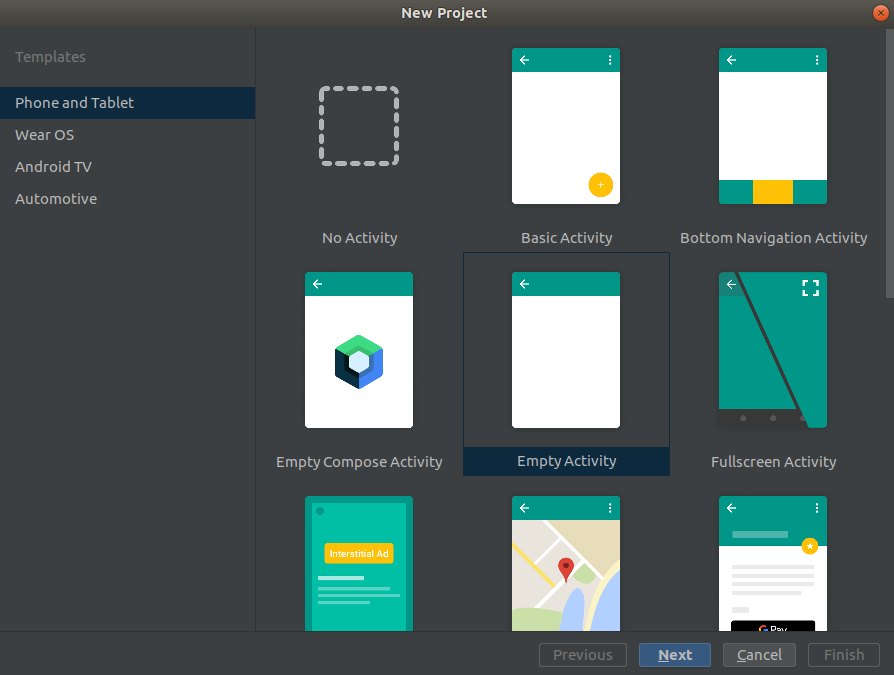 New Project
Templates
Phone and Tablet
Wear OS
Android TV
Automotive
No Activity
Basic Activity
Bottom Navigation Activity
Empty Compose Activity
Empty Activity
Fullscreen Activity
Interstitial Ad
G Pay
Previous
Next
Cancel
Finish